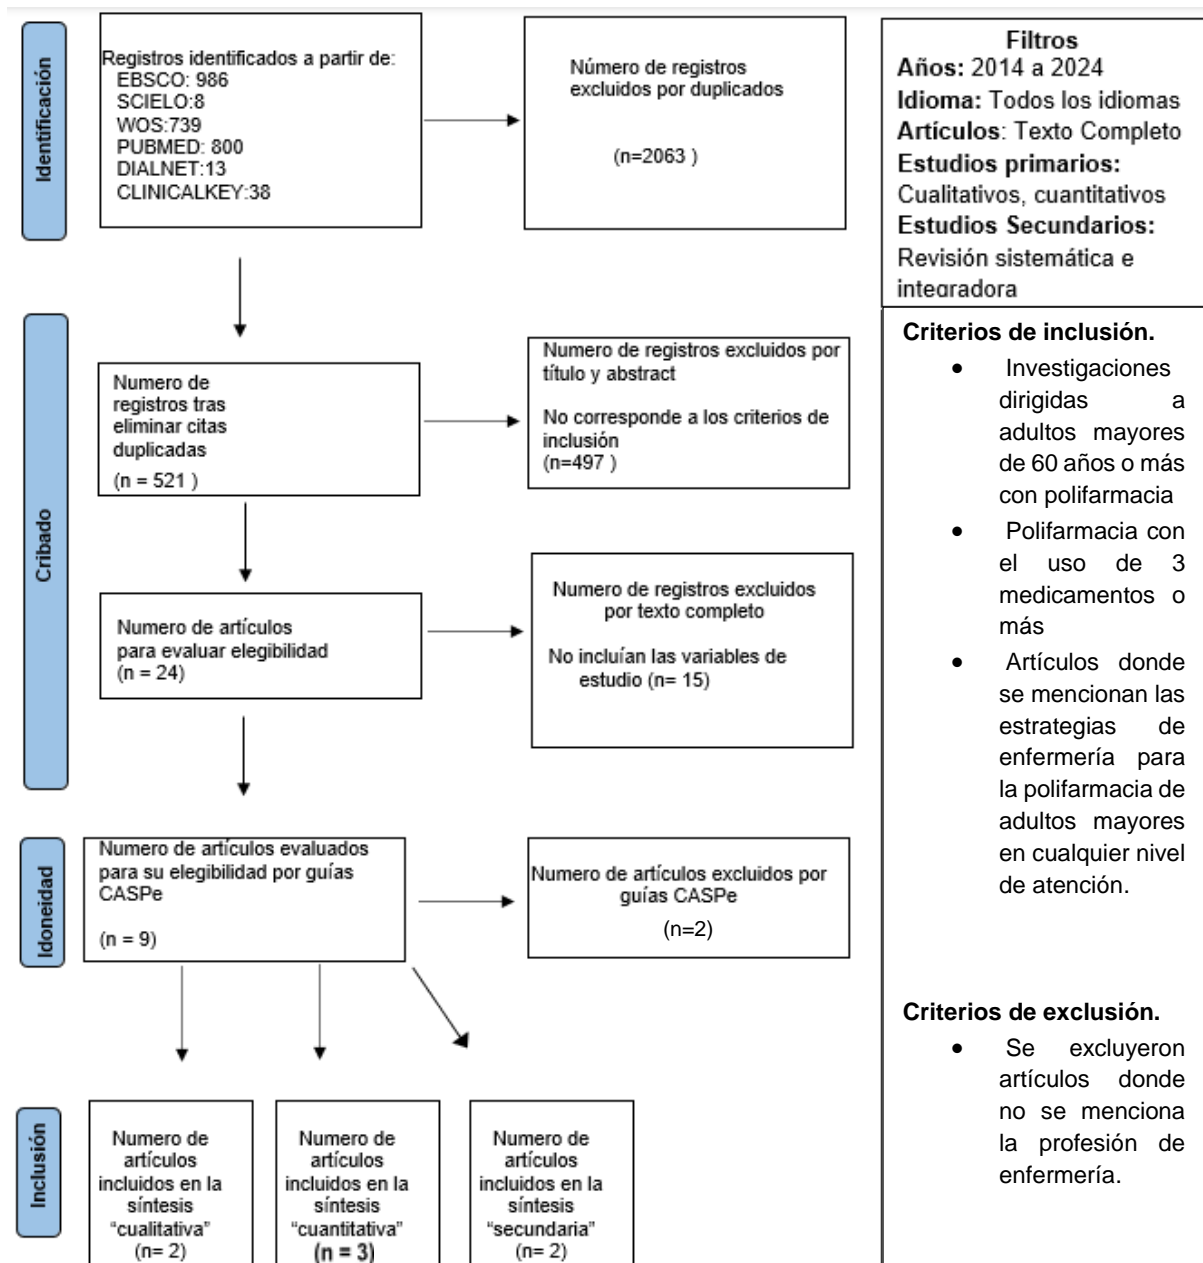 Identificación
Registros identificados a partir de:
EBSCO: 986
SCIELO:8
WOS:739
PUBMED: 800
DIALNET:13
CLINICALKEY:38
Número de registros
excluidos por duplicados
(n=2063 )
Filtros
Años: 2014 a 2024
Idioma: Todos los idiomas
Artículos: Texto Completo
Estudios primarios:
Cualitativos, cuantitativos
Estudios Secundarios:
Revisión sistemática e
integradora
Cribado
Numero de
registros tras
eliminar citas
duplicadas
(n = 521 )
Numero de registros excluidos por
título y abstract
No corresponde a los criterios de
inclusión
(n=497 )
Numero de artículos
para evaluar elegibilidad
(n = 24)
Numero de registros excluidos
por texto completo
No incluían las variables de
estudio (n= 15)
Criterios de inclusión.
• Investigaciones
dirigidas a
adultos mayores
de 60 años o más
con polifarmacia
• Polifarmacia con
el uso de 3
medicamentos o
más
• Artículos donde
se mencionan las
estrategias de
enfermería para
la polifarmacia de
adultos mayores
en cualquier nivel
de atención.
Idoneidad
Numero de artículos evaluados
para su elegibilidad por guías
CASPe
(n = 9)
Numero de artículos excluidos por
guías CASPe
(n=2)
Criterios de exclusión.
• Se excluyeron
artículos donde
no se menciona
la profesión de
enfermería.
Inclusión
Numero de
artículos
incluidos en la
síntesis
“cualitativa”
(n= 2)
Numero de
artículos
incluidos en la
síntesis
“cuantitativa”
(n = 3)
Numero de
artículos
incluidos en la
síntesis
“secundaria”
(n= 2)